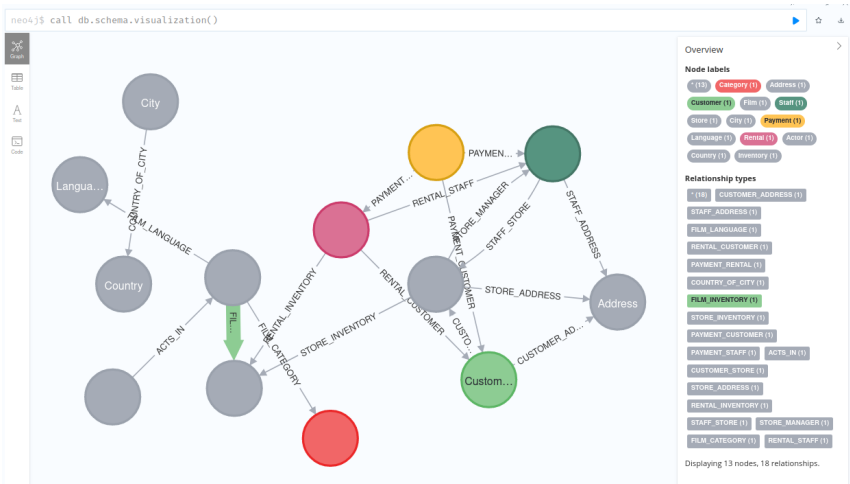 neo4j$ call db.schema.visualization()
Graph
Table
A
Text
Code
City
Langua...
COUNTRY_OF_CITY
FILM_LANGUAGE
Country
ACTS_IN
FIL...
FILM_CATEGORY
RENTAL_INVENTORY
STORE_INVENTORY
RENTAL_CUSTOMER
PAYMENT...
PAYMEN...
RENTAL_STAFF
PAYMENT_CUSTOMER
STORE_MANAGER
STAFF_STORE
STAFF_ADDRESS
STORE_ADDRESS
Address
CUSTO...
CUSTOMER_AD...
Custom...
Overview
Node labels
* (13) Category (1) Address (1)
Customer (1) Film (1) Staff (1)
Store (1) City (1) Payment (1)
Language (1) Rental (1) Actor (1)
Country (1) Inventory (1)
Relationship types
* (18) CUSTOMER_ADDRESS (1)
STAFF_ADDRESS (1)
FILM_LANGUAGE (1)
RENTAL_CUSTOMER (1)
PAYMENT_RENTAL (1)
COUNTRY_OF_CITY (1)
FILM_INVENTORY (1)
STORE_INVENTORY (1)
PAYMENT_CUSTOMER (1)
PAYMENT_STAFF (1) ACTS_IN (1)
CUSTOMER_STORE (1)
STORE_ADDRESS (1)
RENTAL_INVENTORY (1)
STAFF_STORE (1) STORE_MANAGER (1)
FILM_CATEGORY (1) RENTAL_STAFF (1)
Displaying 13 nodes, 18 relationships.